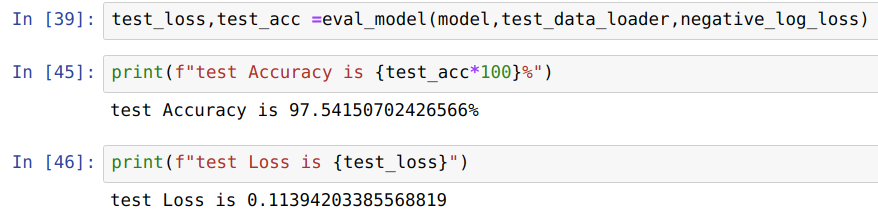 In [39]: test_loss,test_acc =eval_model(model,test_data_loader,negative_log_loss)
In [45]: print(f"test Accuracy is {test_acc*100}%")
test Accuracy is 97.54150702426566%
In [46]: print(f"test Loss is {test_loss}")
test Loss is 0.11394203385568819